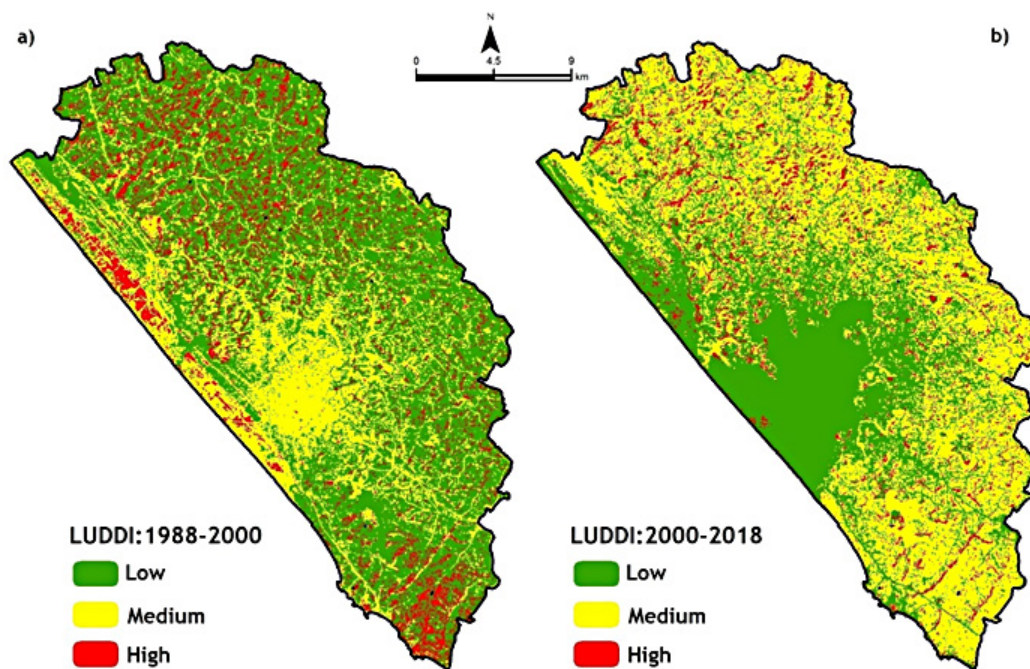 a)
N
b)
0 4.5 9
km
LUDDI:1988-2000
Low
Medium
High
LUDDI:2000-2018
Low
Medium
High